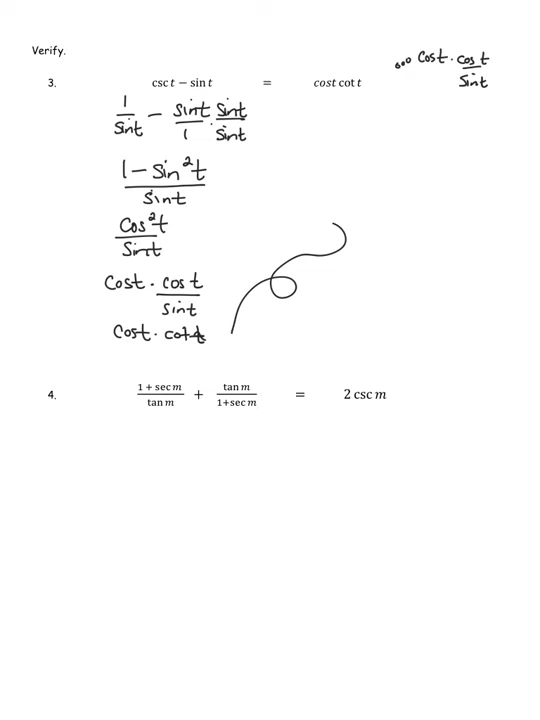 Verify.
cos t · cos t / sin t
3. csc t − sin t = cost cot t
1/sin t − sin t/1 · sin t/sin t
1 − sin²t / sin t
cos²t / sin t
cos t · cos t / sin t
cos t · cot t
4. 1 + sec m / tan m + tan m / 1+sec m = 2 csc m